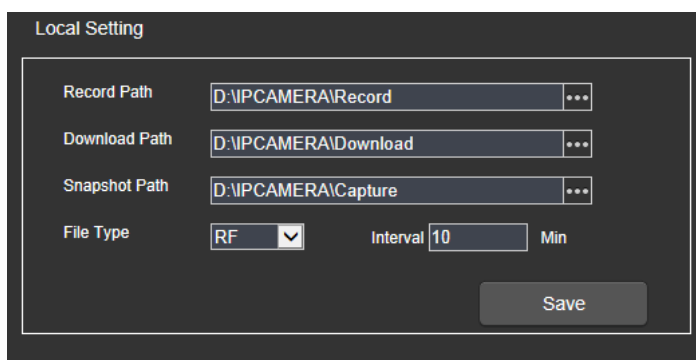 Local Setting
Record Path D:\IPCAMERA\Record •••
Download Path D:\IPCAMERA\Download •••
Snapshot Path D:\IPCAMERA\Capture •••
File Type RF Interval 10 Min
Save